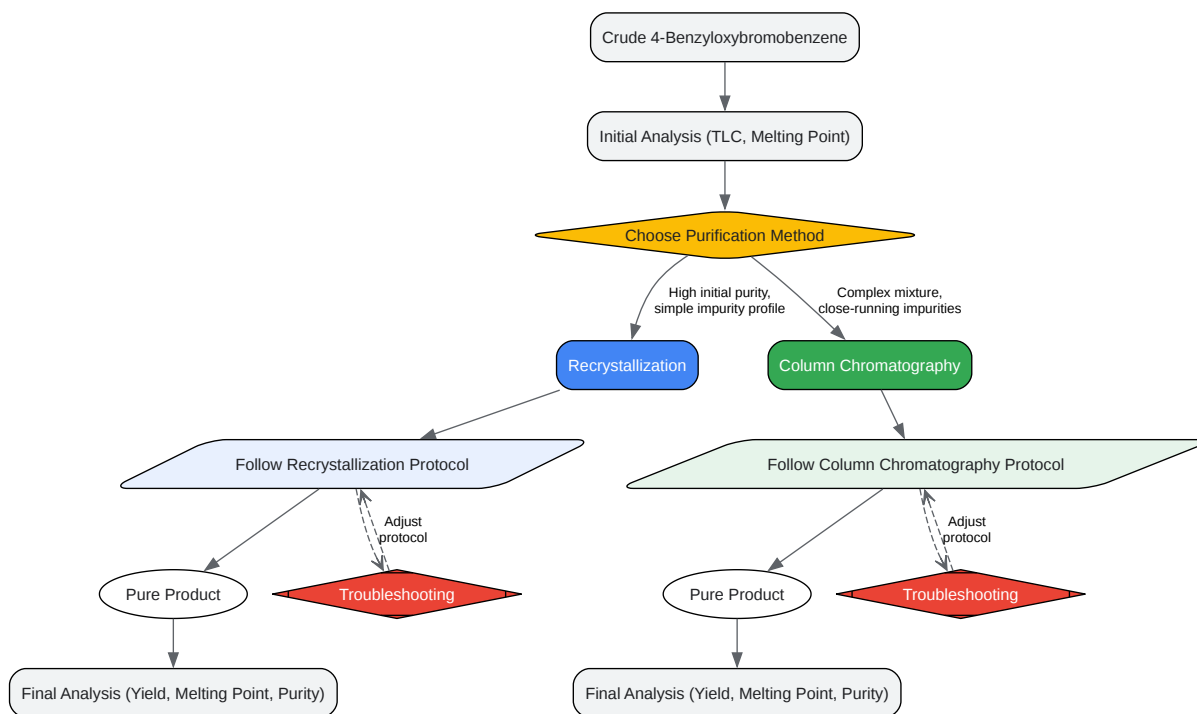 Crude 4-Benzyloxybromobenzene
Initial Analysis (TLC, Melting Point)
Choose Purification Method
High initial purity,
simple impurity profile
Complex mixture,
close-running impurities
Recrystallization
Column Chromatography
Follow Recrystallization Protocol
Follow Column Chromatography Protocol
Adjust
protocol
Adjust
protocol
Pure Product
Troubleshooting
Pure Product
Troubleshooting
Final Analysis (Yield, Melting Point, Purity)
Final Analysis (Yield, Melting Point, Purity)